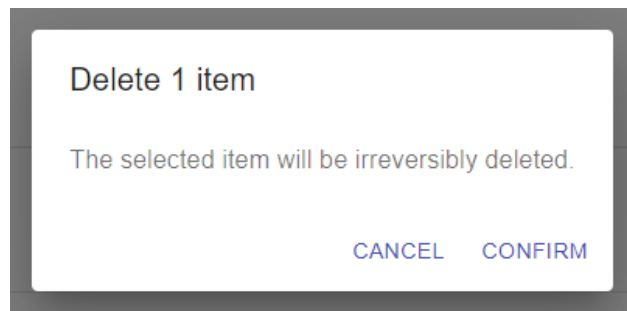 Delete 1 item
The selected item will be irreversibly deleted.
CANCEL CONFIRM